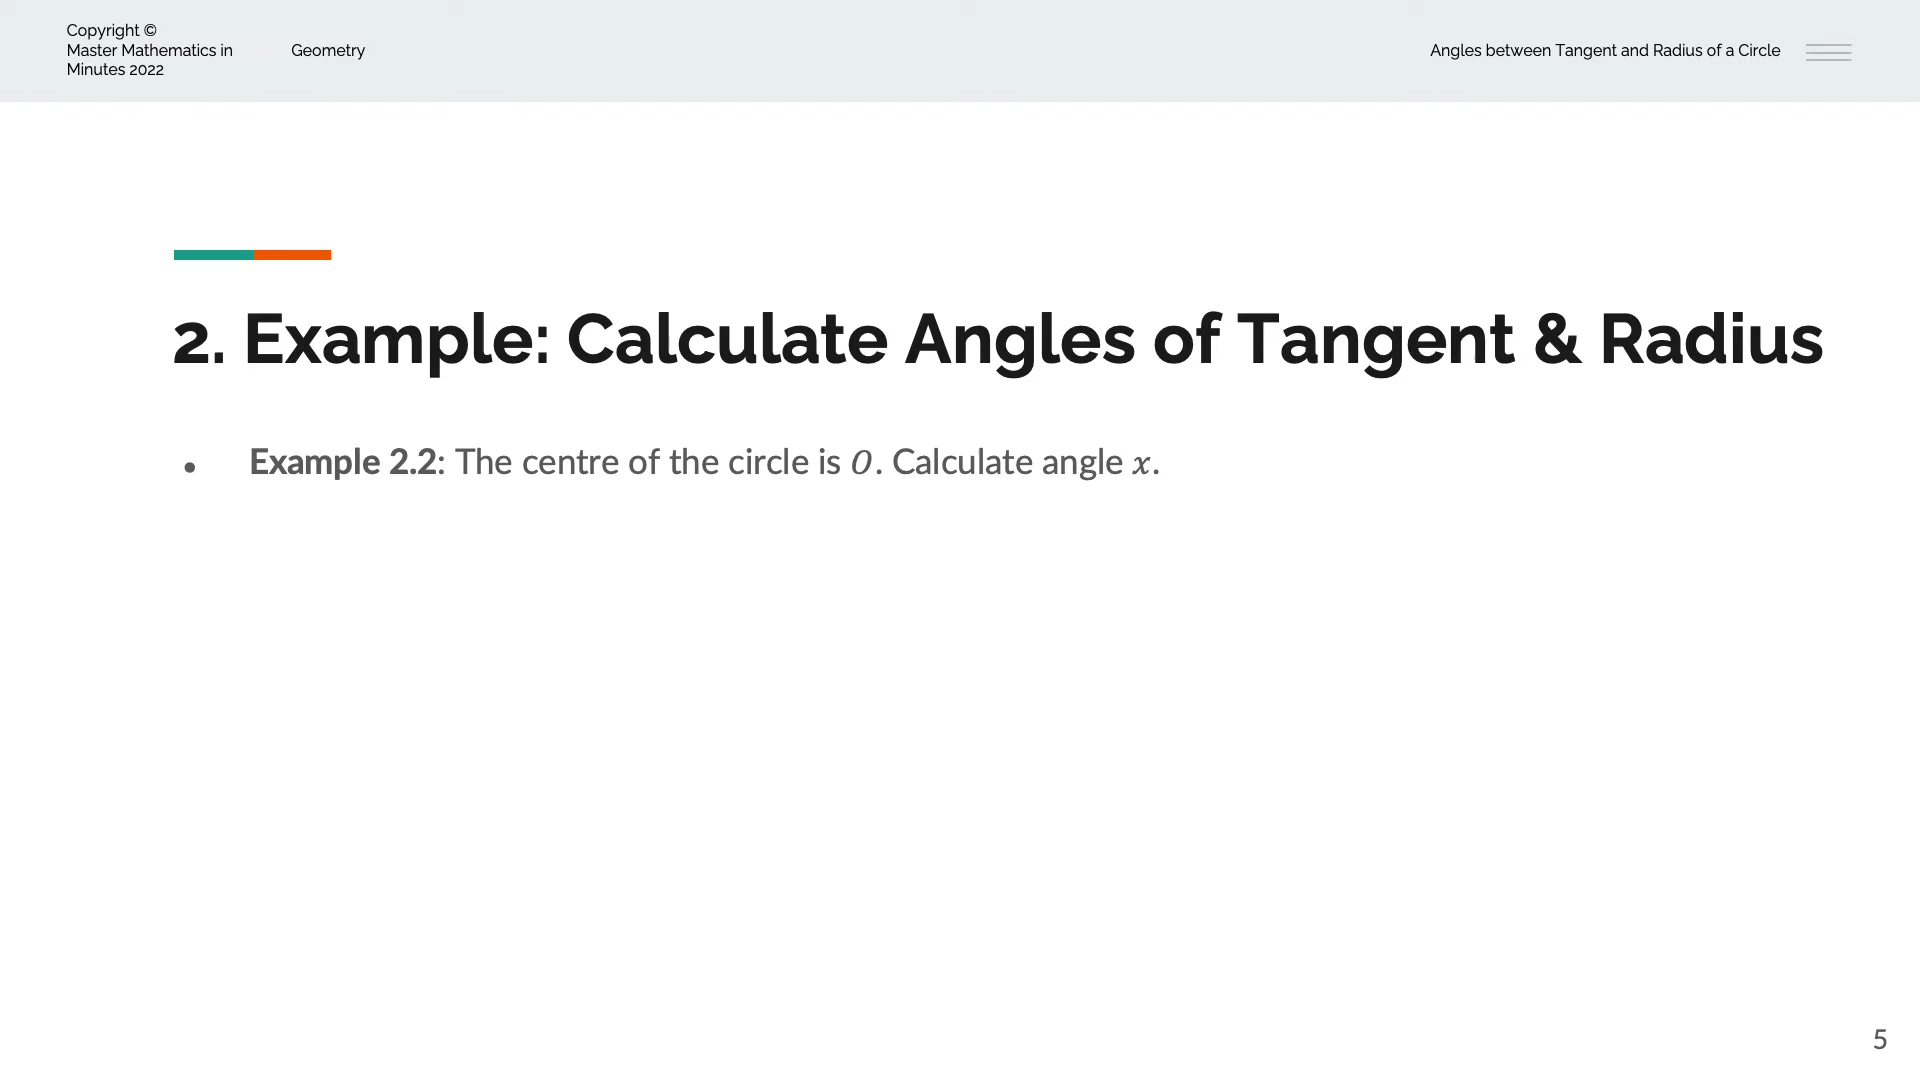 Copyright ©
Master Mathematics in
Minutes 2022
Geometry
Angles between Tangent and Radius of a Circle
2. Example: Calculate Angles of Tangent & Radius
● Example 2.2: The centre of the circle is O. Calculate angle x.
5